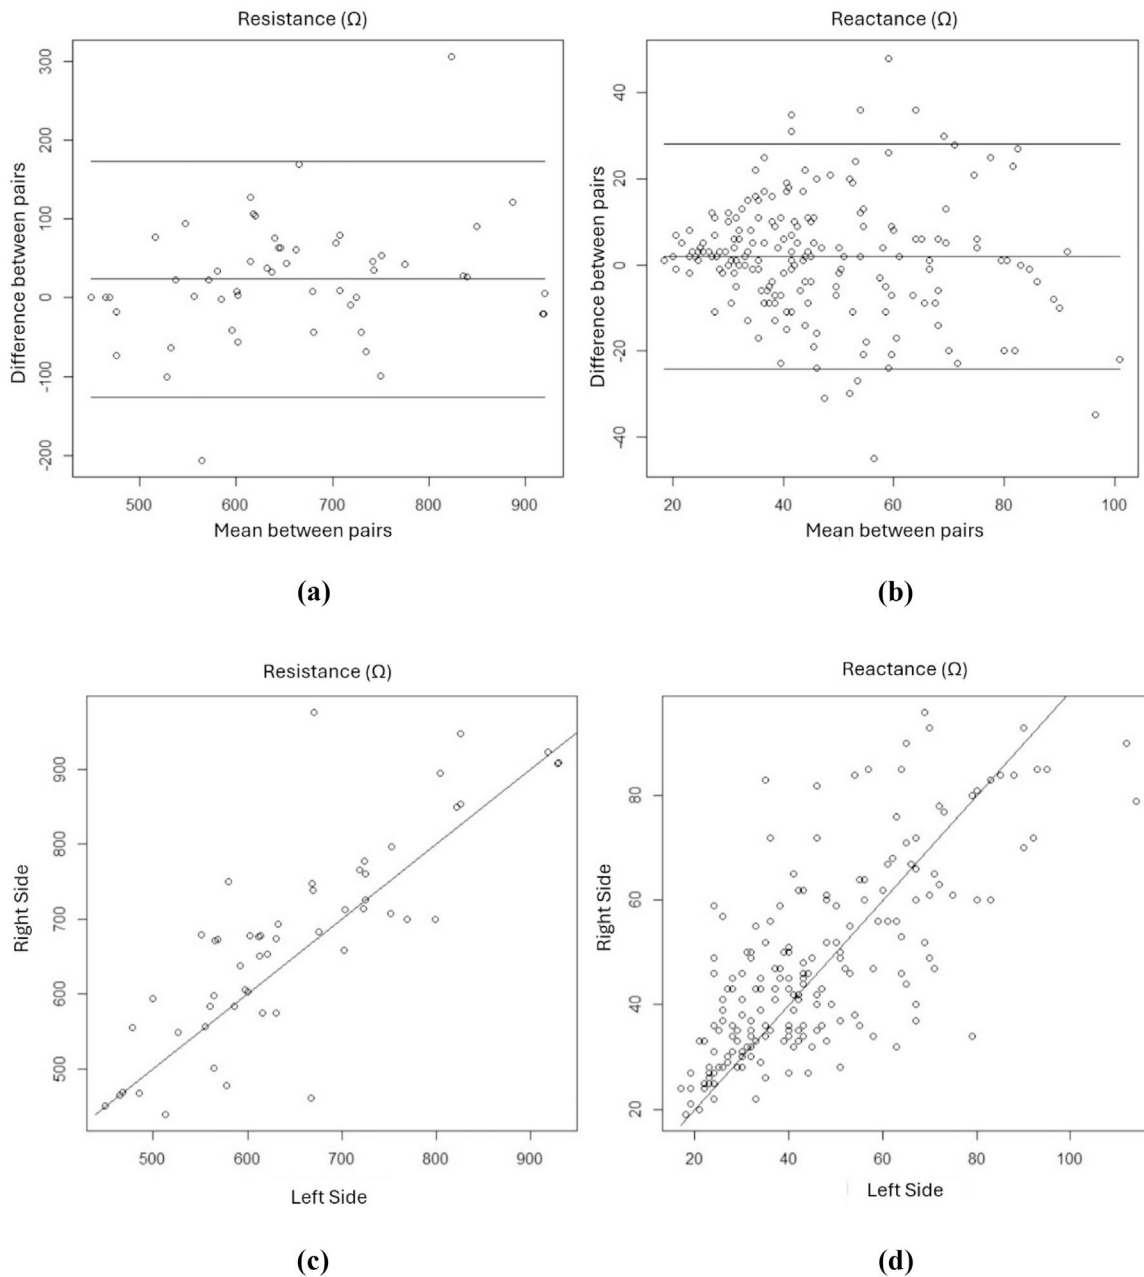 Resistance (Ω)
Difference between pairs
300
200
100
0
-100
-200
500 600 700 800 900
Mean between pairs
(a)
Reactance (Ω)
Difference between pairs
40
20
0
-20
-40
20 40 60 80 100
Mean between pairs
(b)
Resistance (Ω)
Right Side
900
800
700
600
500
500 600 700 800 900
Left Side
(c)
Reactance (Ω)
Right Side
80
60
40
20
20 40 60 80 100
Left Side
(d)